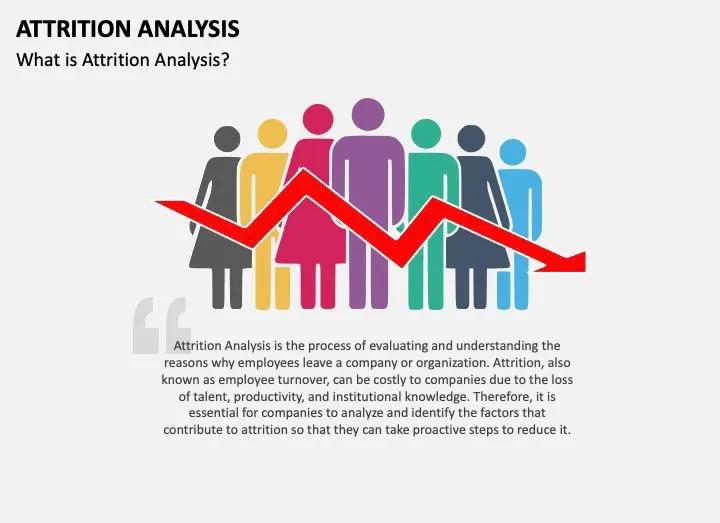 ATTRITION ANALYSIS
What is Attrition Analysis?
“
Attrition Analysis is the process of evaluating and understanding the
reasons why employees leave a company or organization. Attrition, also
known as employee turnover, can be costly to companies due to the loss
of talent, productivity, and institutional knowledge. Therefore, it is
essential for companies to analyze and identify the factors that
contribute to attrition so that they can take proactive steps to reduce it.